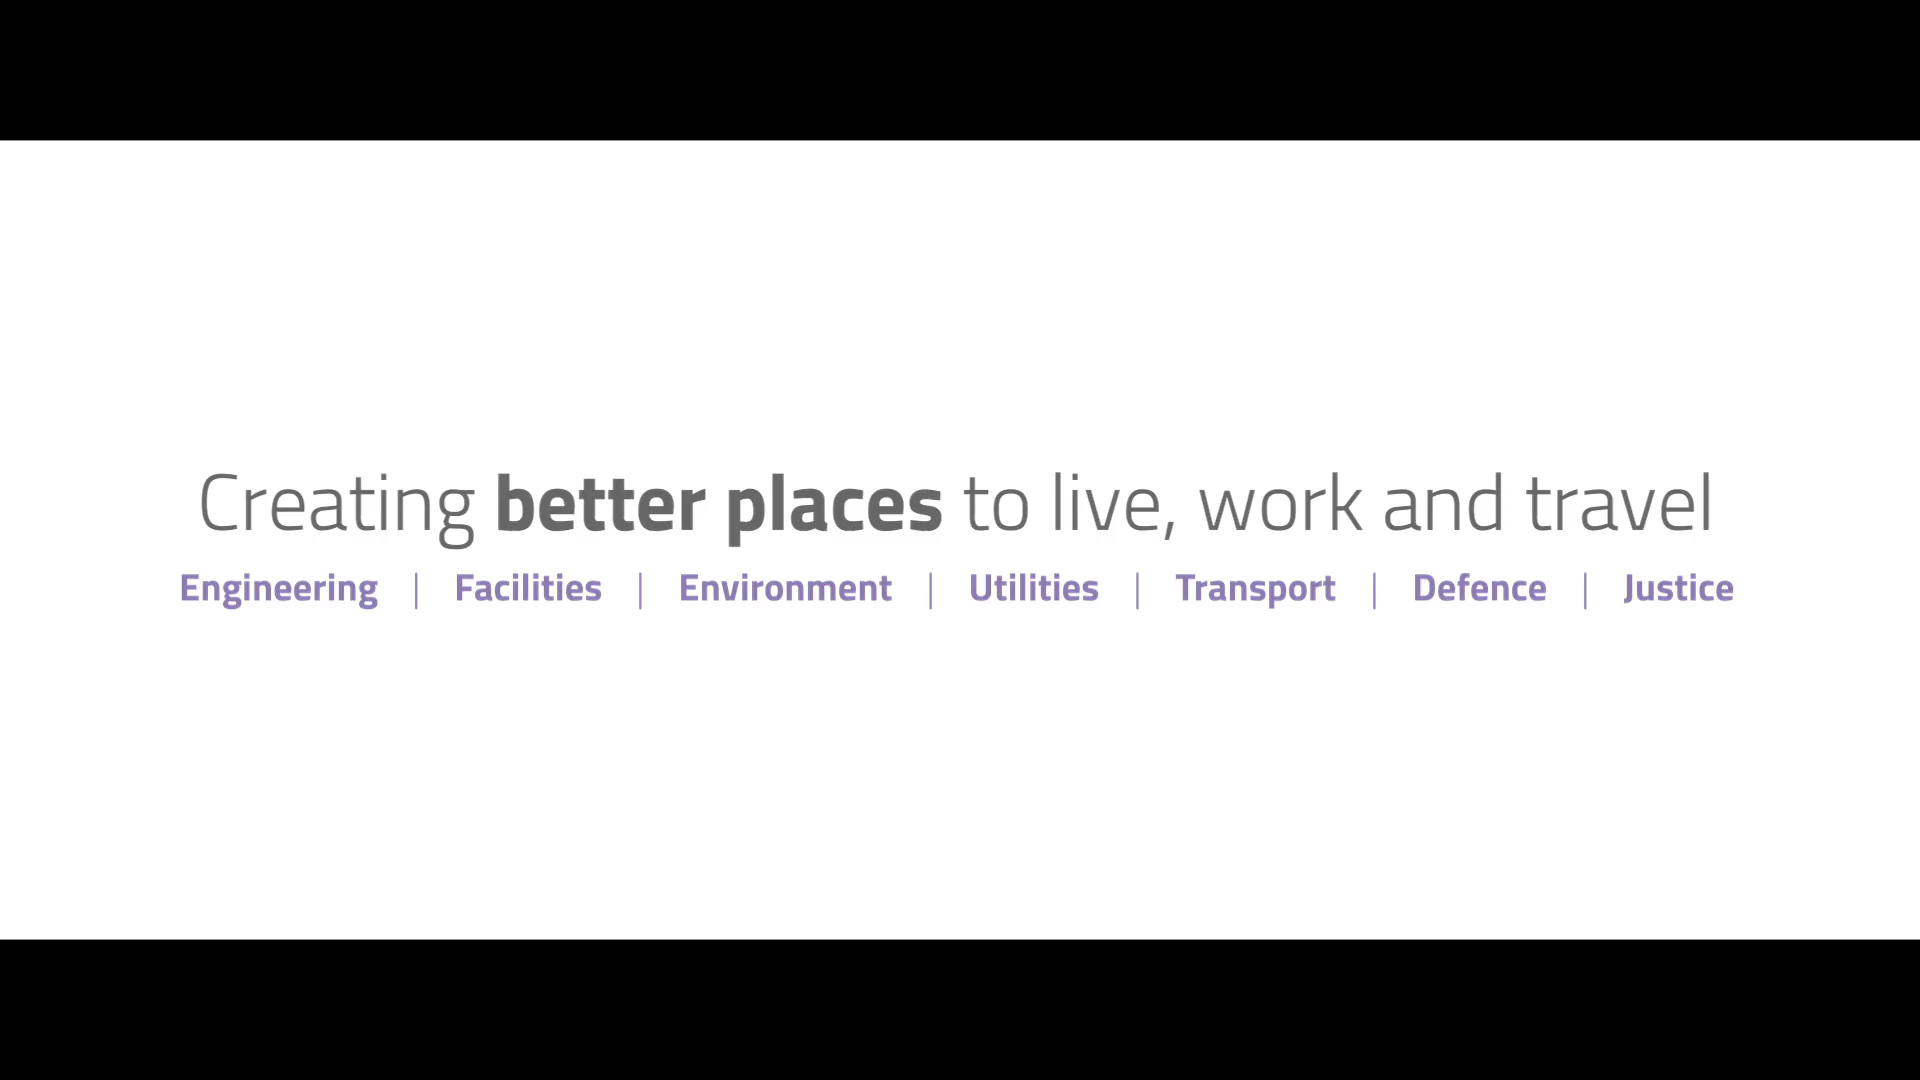 Creating better places to live, work and travel
Engineering | Facilities | Environment | Utilities | Transport | Defence | Justice